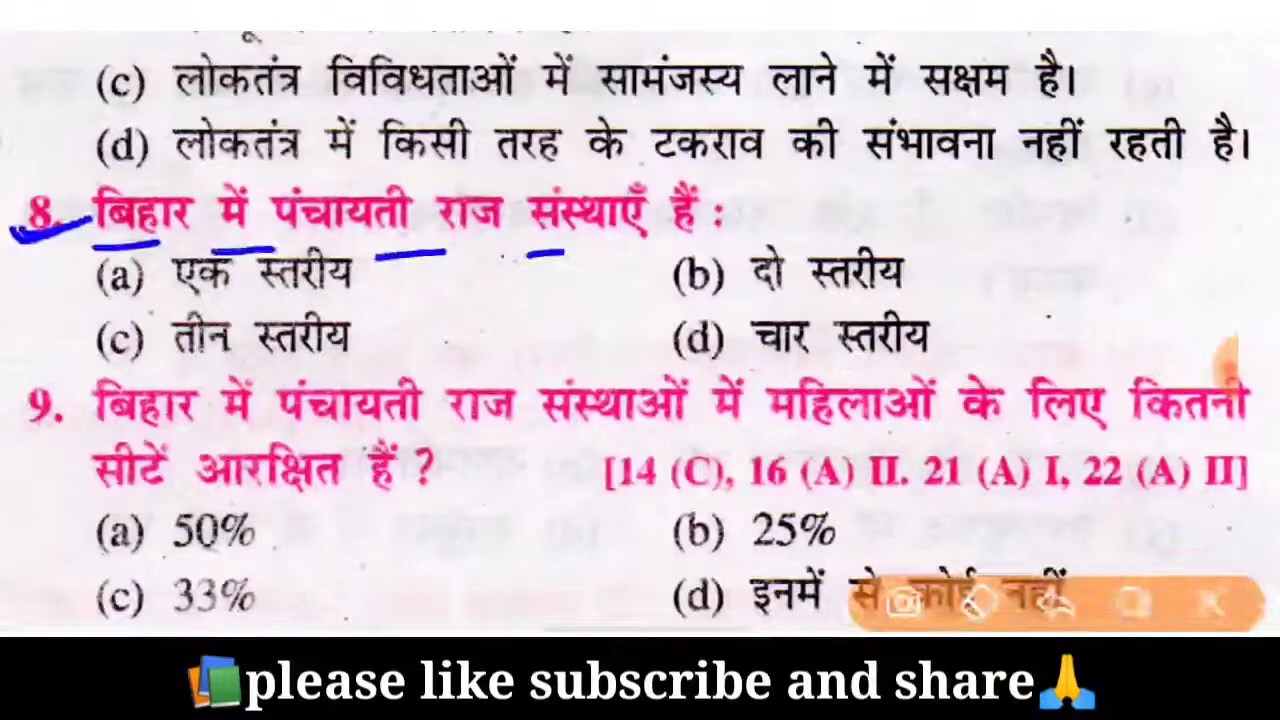 (c) लोकतंत्र विविधताओं में सामंजस्य लाने में सक्षम है।
(d) लोकतंत्र में किसी तरह के टकराव की संभावना नहीं रहती है।
8. बिहार में पंचायती राज संस्थाएँ हैं :
(a) एक स्तरीय (b) दो स्तरीय
(c) तीन स्तरीय (d) चार स्तरीय
9. बिहार में पंचायती राज संस्थाओं में महिलाओं के लिए कितनी
सीटें आरक्षित हैं ? [14 (C), 16 (A) II. 21 (A) I, 22 (A) II]
(a) 50% (b) 25%
(c) 33% (d) इनमें से कोई नहीं
please like subscribe and share